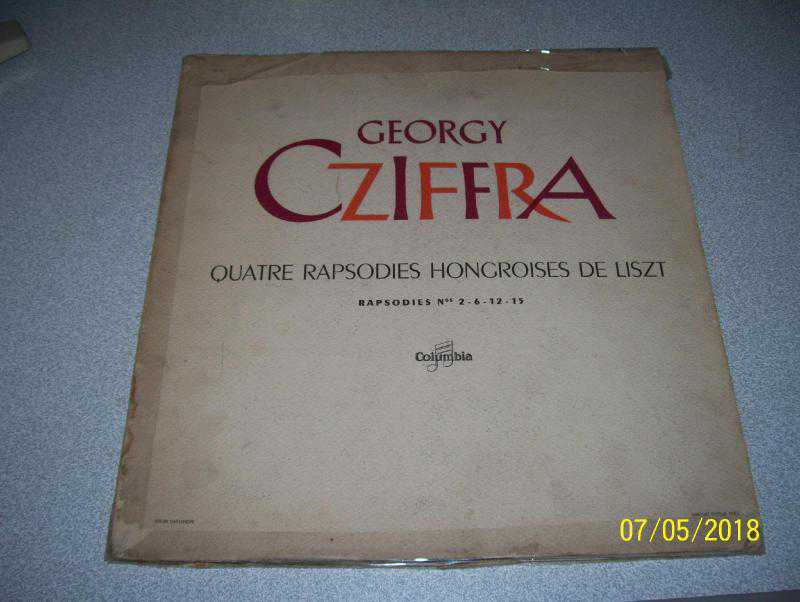 GEORGY
CZIFFRA
QUATRE RAPSODIES HONGROISES DE LISZT
RAPSODIES Nos 2-6-12-15
Columbia
07/05/2018